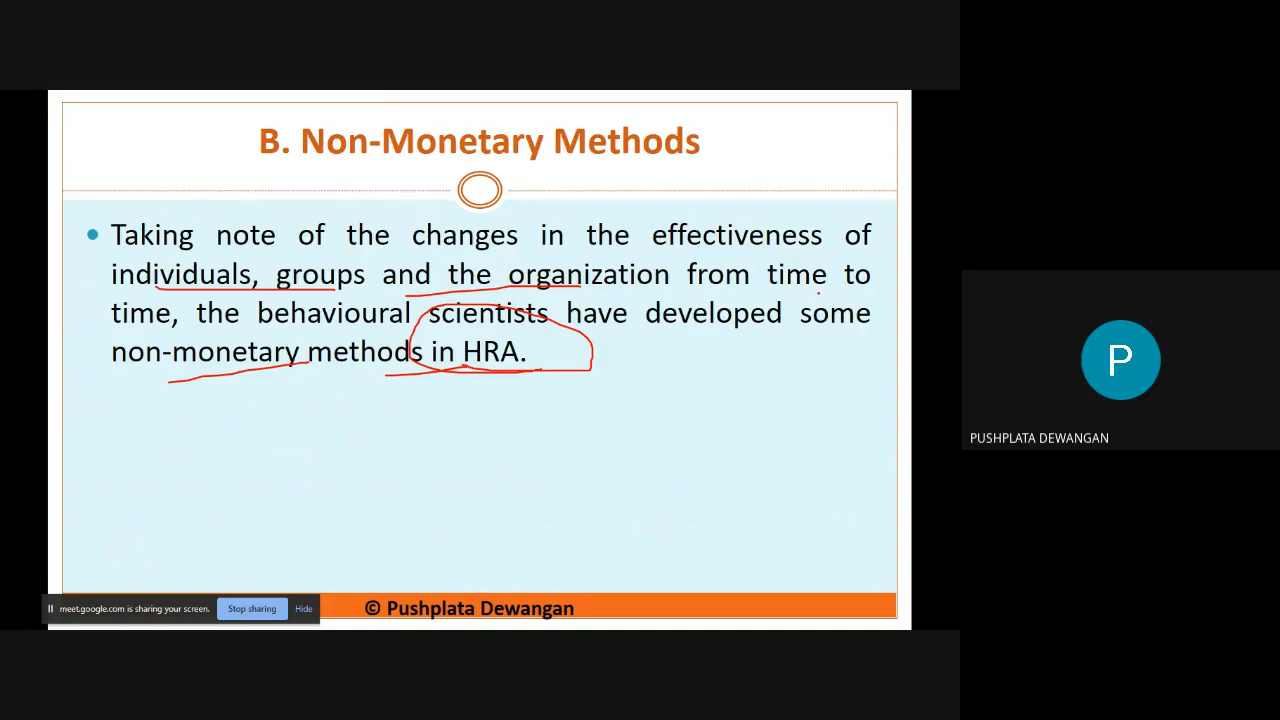 B. Non-Monetary Methods
Taking note of the changes in the effectiveness of
individuals, groups and the organization from time to
time, the behavioural scientists have developed some
non-monetary methods in HRA.
P
PUSHPLATA DEWANGAN
meet.google.com is sharing your screen. Stop sharing Hide
© Pushplata Dewangan